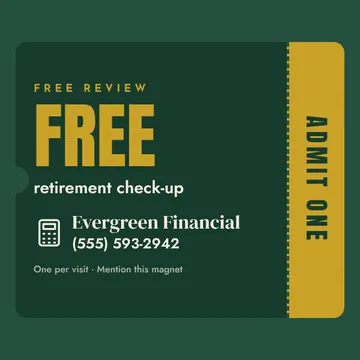 FREE REVIEW
FREE
retirement check-up
Evergreen Financial
(555) 593-2942
One per visit · Mention this magnet
ADMIT ONE